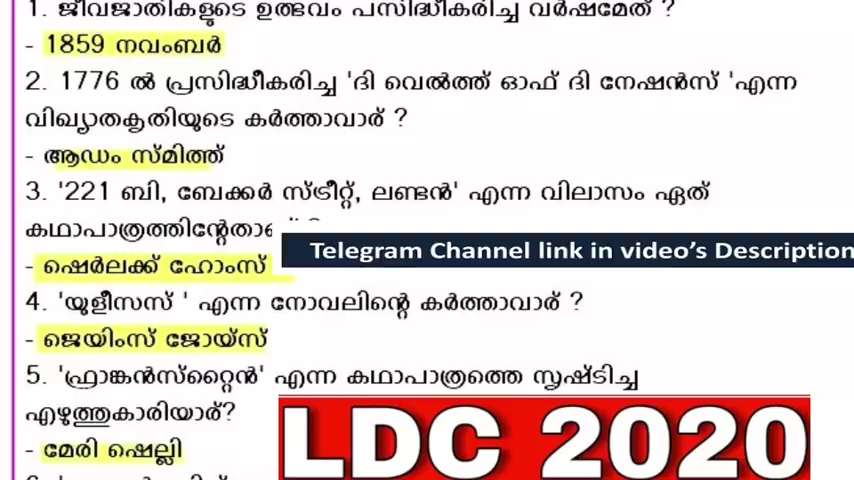 1. ജീവജാതികളുടെ ഉത്ഭവം പസിദ്ധീകരിച്ച വർഷമേത് ?
- 1859 നവംബർ
2. 1776 ൽ പ്രസിദ്ധീകരിച്ച 'ദി വെൽത്ത് ഓഫ് ദി നേഷൻസ് 'എന്ന
വിഖ്യാതകൃതിയുടെ കർത്താവാര് ?
- ആഡം സ്മിത്ത്
3. '221 ബി, ബേക്കർ സ്ട്രീറ്റ്, ലണ്ടൻ' എന്ന വിലാസം ഏത്
Telegram Channel link in video's Description
- ഷെർലക്ക് ഹോംസ്
4. 'യുളീസസ് ' എന്ന നോവലിന്റെ കർത്താവാര് ?
- ജെയിംസ് ജോയ്സ്
5. 'ഫ്രാങ്കൻസ്റ്റൈൻ' എന്ന കഥാപാത്രത്തെ സൃഷ്ടിച്ച
എഴുത്തുകാരിയാര്?
LDC 2020
- മേരി ഷെല്ലി